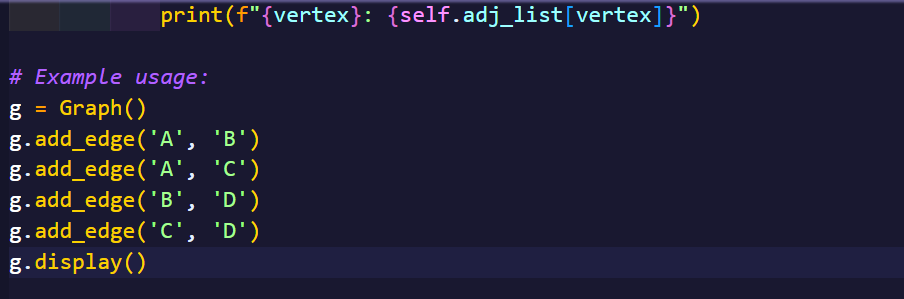 print(f"{vertex}: {self.adj_list[vertex]}")
# Example usage:
g = Graph()
g.add_edge('A', 'B')
g.add_edge('A', 'C')
g.add_edge('B', 'D')
g.add_edge('C', 'D')
g.display()